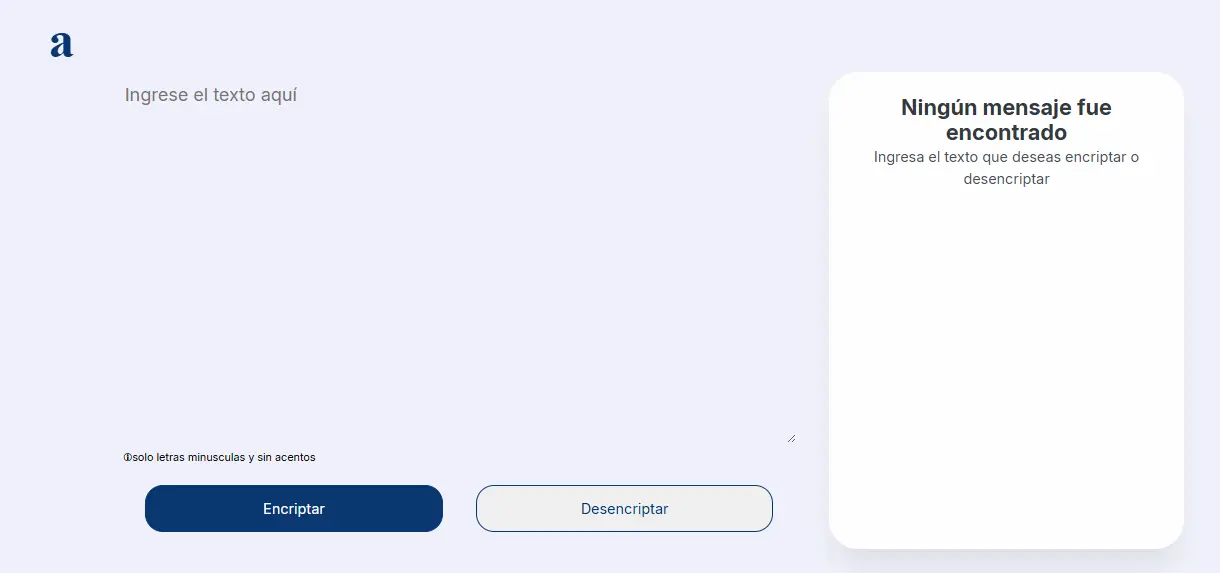 a
Ingrese el texto aquí
Ningún mensaje fue
encontrado
Ingresa el texto que deseas encriptar o
desencriptar
🛈solo letras minusculas y sin acentos
Encriptar
Desencriptar